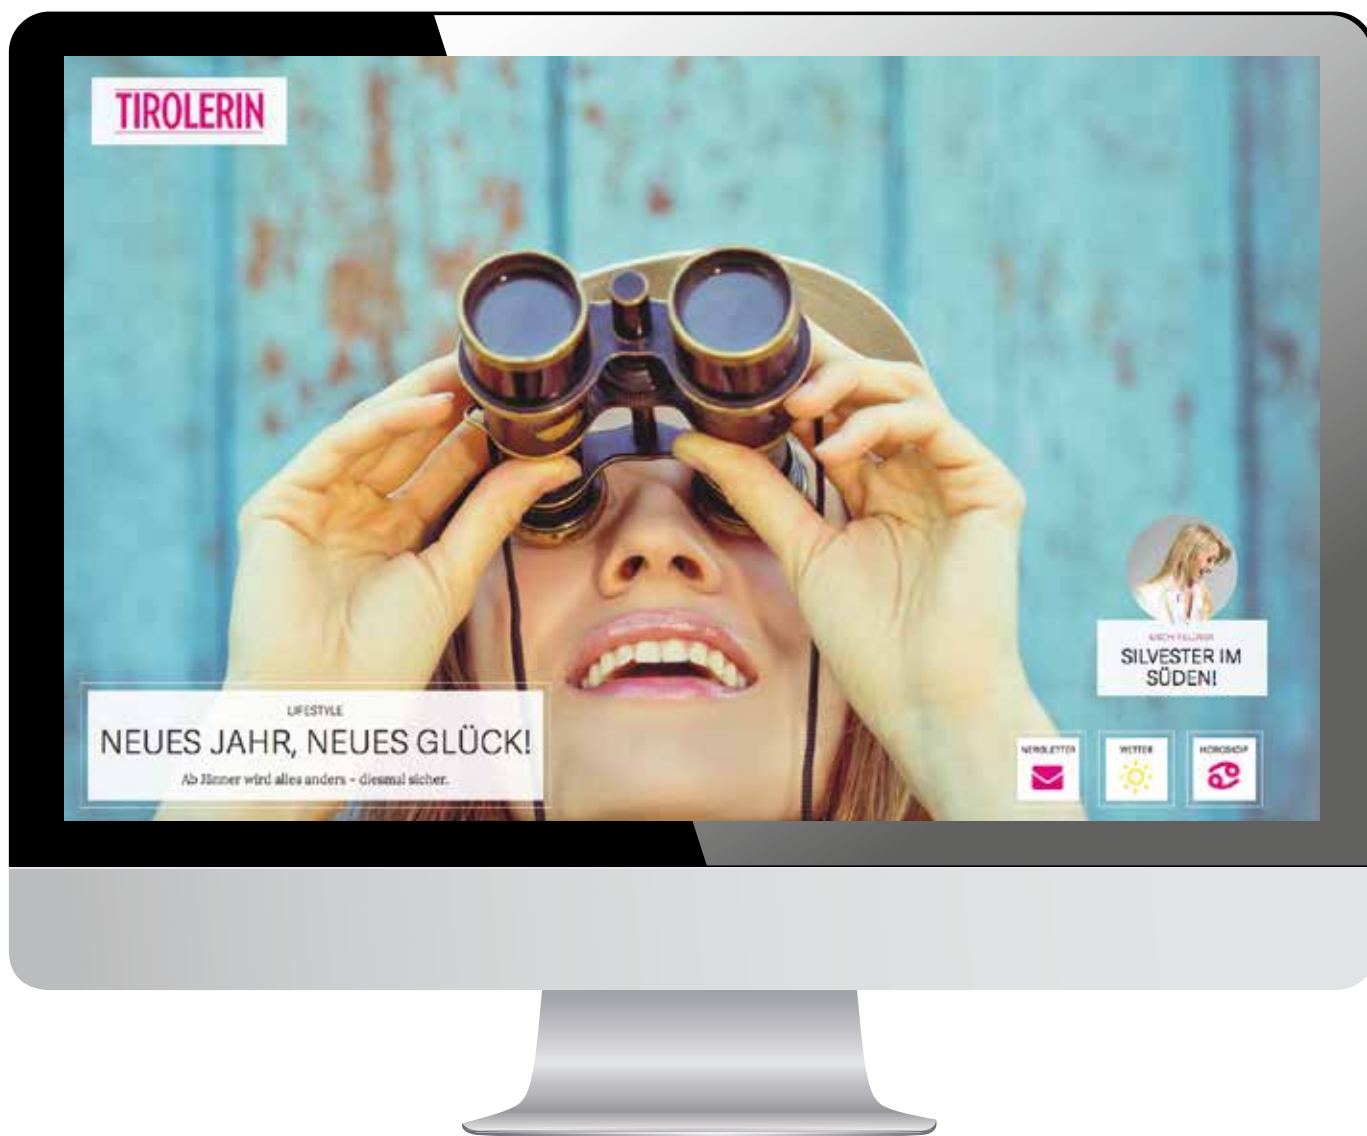 TIROLERIN
LIFESTYLE
NEUES JAHR, NEUES GLÜCK!
Ab Jänner wird alles anders – diesmal sicher.
SILVESTER IM
SÜDEN!
NEWSLETTER
WETTER
HOROSKOP